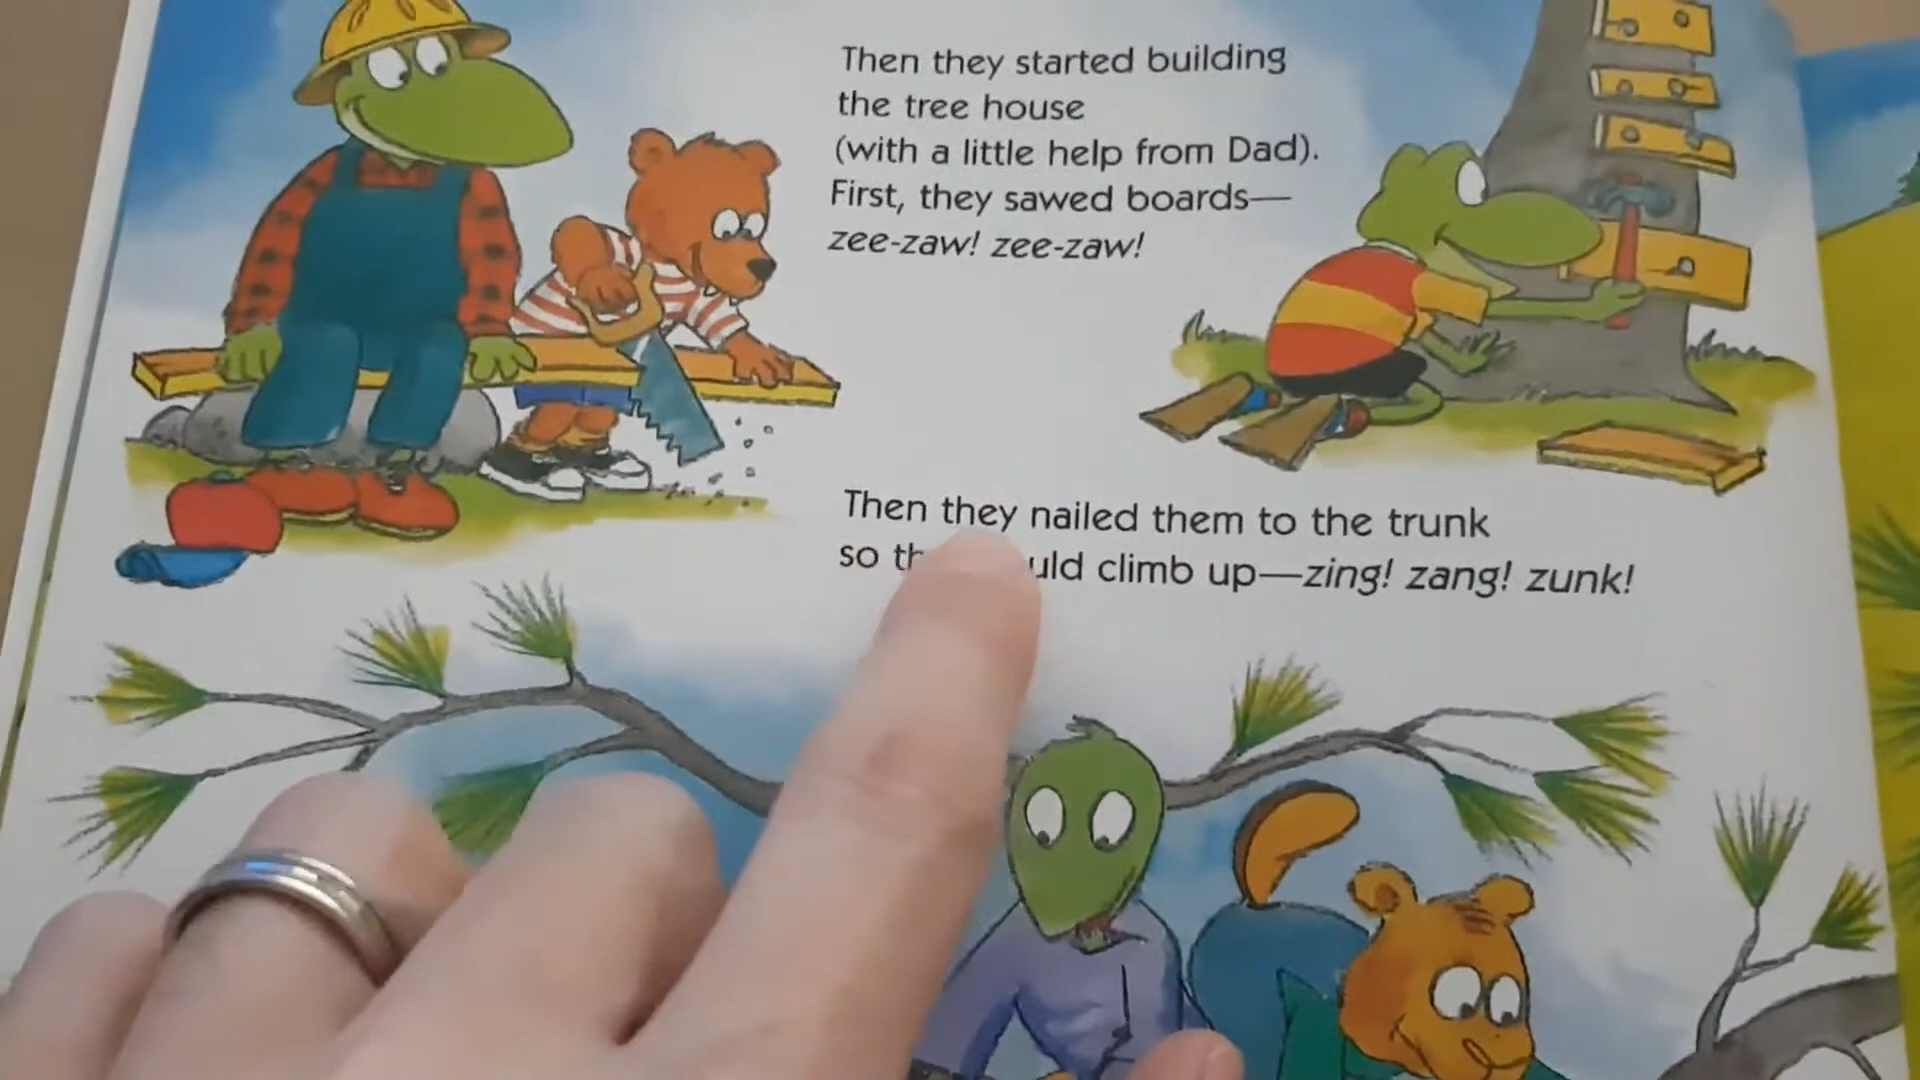 Then they started building
the tree house
(with a little help from Dad).
First, they sawed boards—
zee-zaw! zee-zaw!
Then they nailed them to the trunk
so climb up—zing! zang! zunk!